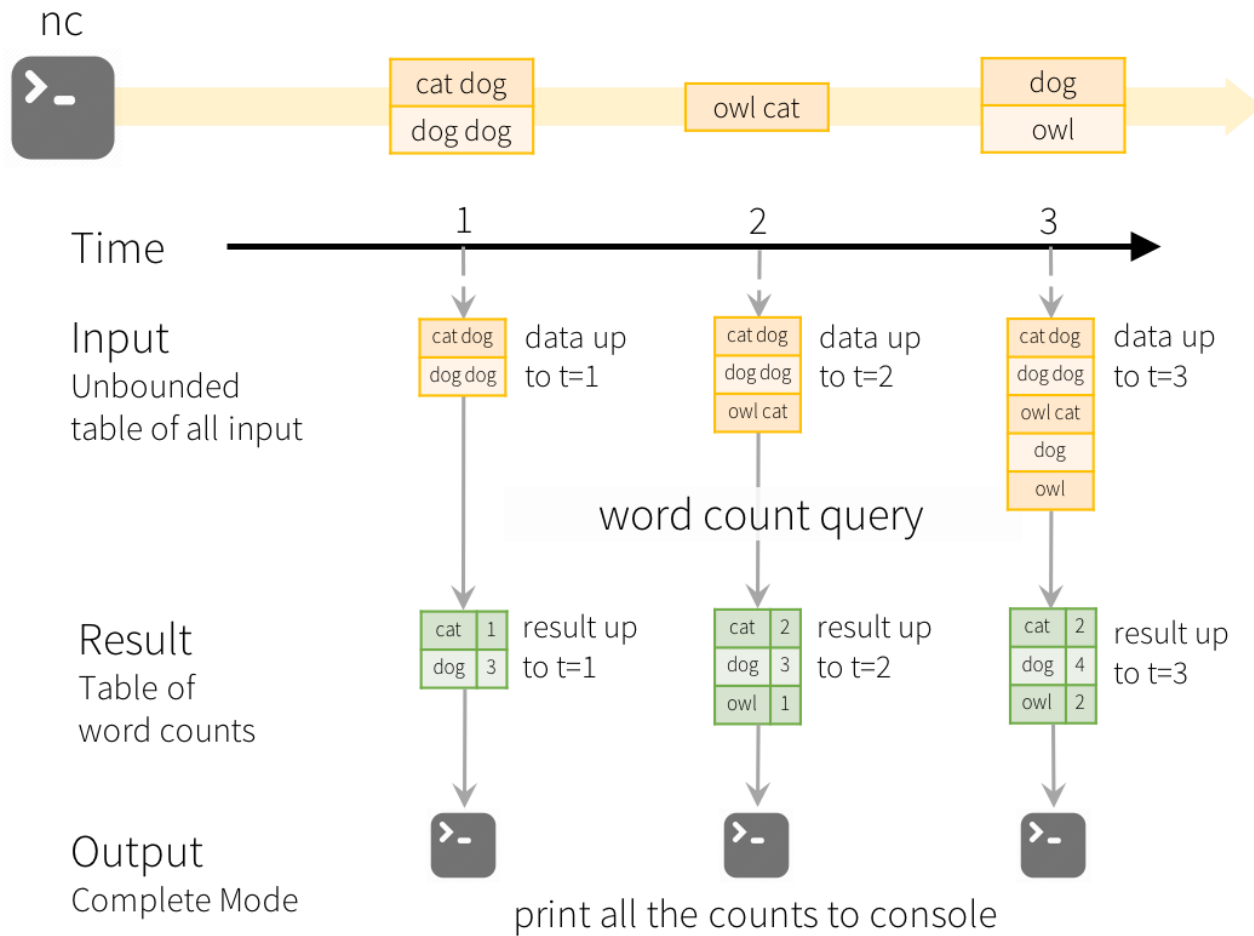 nc
cat dog
dog dog
owl cat
dog
owl
Time
1
2
3
Input
Unbounded
table of all input
cat dog
dog dog
data up
to t=1
cat dog
dog dog
owl cat
data up
to t=2
cat dog
dog dog
owl cat
dog
owl
data up
to t=3
word count query
Result
Table of
word counts
cat 1
dog 3
result up
to t=1
cat 2
dog 3
owl 1
result up
to t=2
cat 2
dog 4
owl 2
result up
to t=3
Output
Complete Mode
print all the counts to console